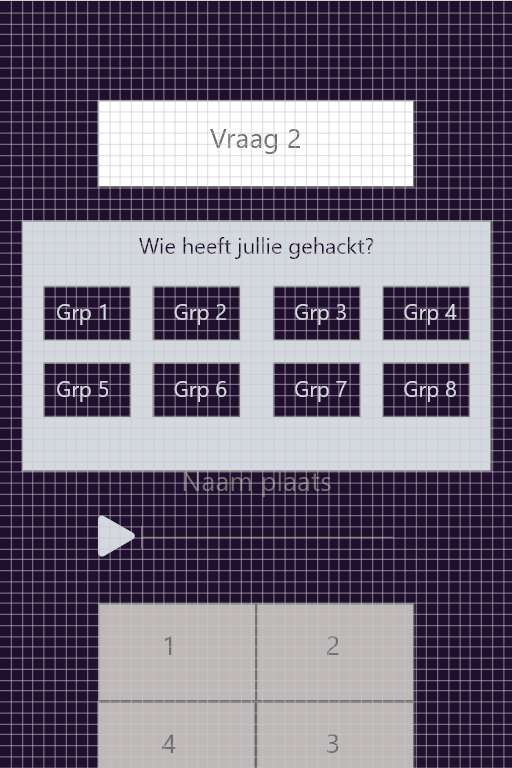 Vraag 2
Wie heeft jullie gehackt?
Grp 1 Grp 2 Grp 3 Grp 4
Grp 5 Grp 6 Grp 7 Grp 8
Naam plaats
1 2
4 3